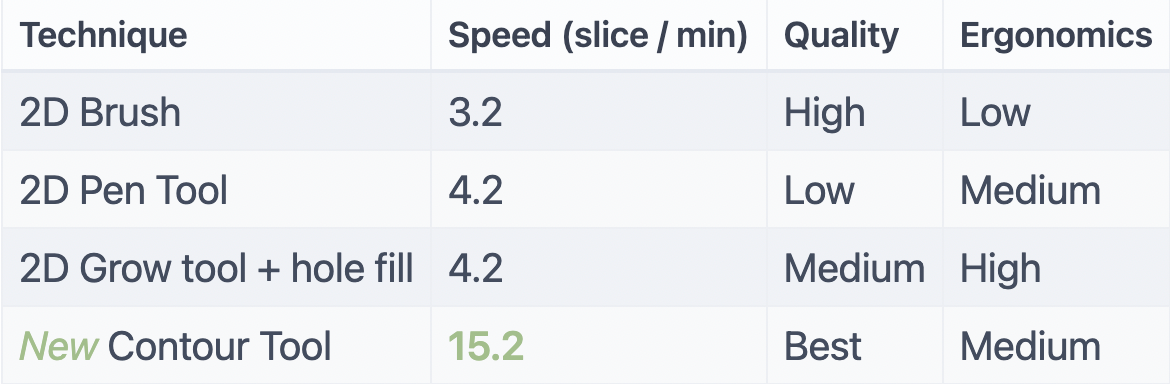 Technique Speed (slice / min) Quality Ergonomics
2D Brush 3.2 High Low
2D Pen Tool 4.2 Low Medium
2D Grow tool + hole fill 4.2 Medium High
New Contour Tool 15.2 Best Medium